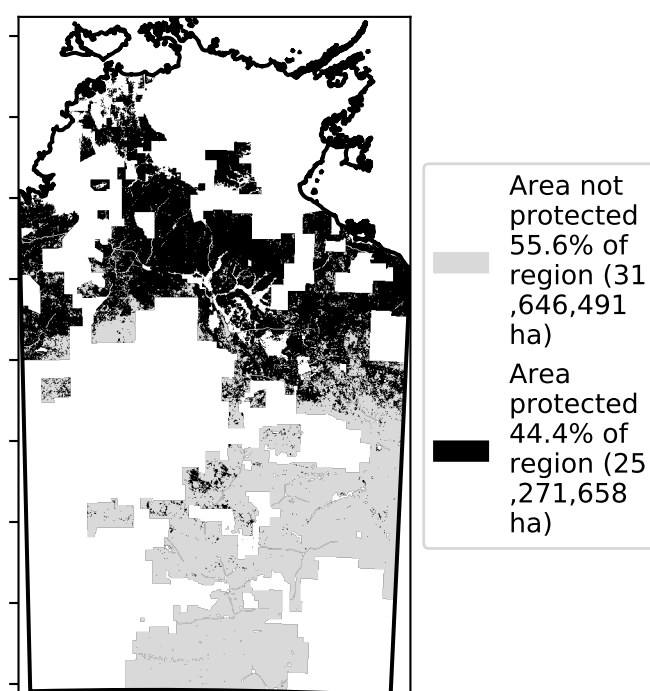 Area not
protected
55.6% of
region (31
,646,491
ha)
Area
protected
44.4% of
region (25
,271,658
ha)